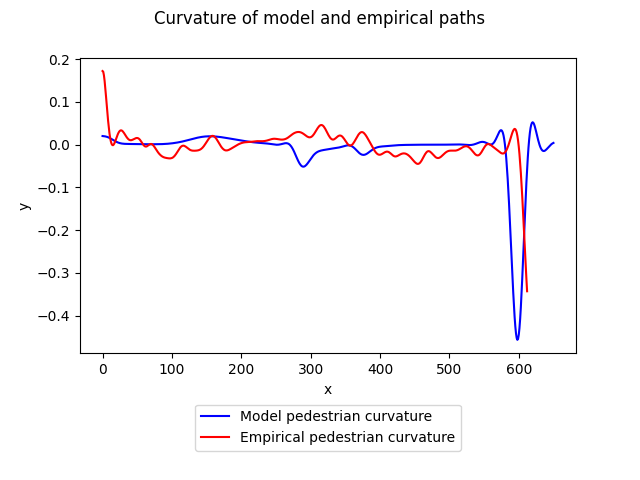 Curvature of model and empirical paths
0.2
0.1
0.0
−0.1
−0.2
−0.3
−0.4
y
0 100 200 300 400 500 600
x
Model pedestrian curvature
Empirical pedestrian curvature